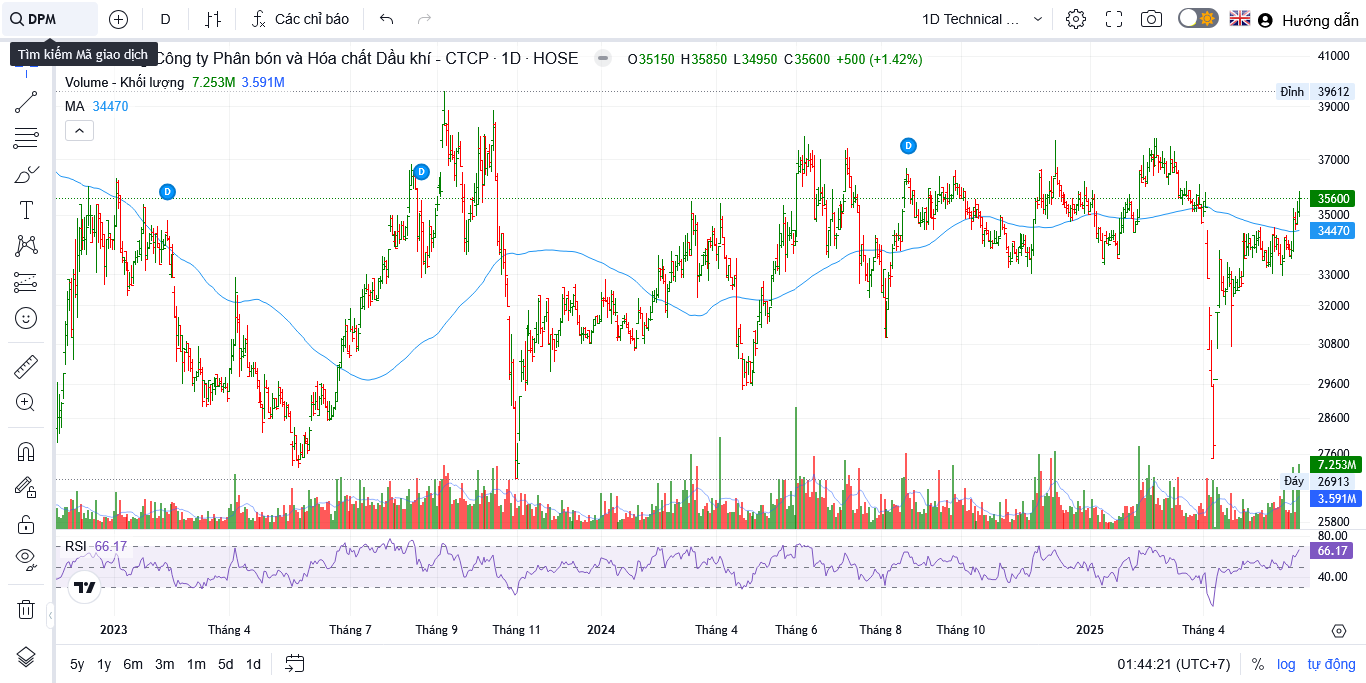 DPM
D
Các chỉ báo
1D Technical ...
Hướng dẫn
Tìm kiếm Mã giao dịch
Công ty Phân bón và Hóa chất Dầu khí - CTCP · 1D · HOSE
O35150 H35850 L34950 C35600 +500 (+1.42%)
Volume - Khối lượng 7.253M 3.591M
MA 34470
D
D
D
41000
Đỉnh 39612
39000
37000
35600
35000
34470
33000
32000
30800
29600
28600
27600
7.253M
Đáy 26913
3.591M
25800
80.00
RSI 66.17
66.17
40.00
2023
Tháng 4
Tháng 7
Tháng 9
Tháng 11
2024
Tháng 4
Tháng 6
Tháng 8
Tháng 10
2025
Tháng 4
5y 1y 6m 3m 1m 5d 1d
01:44:21 (UTC+7)
% log tự động